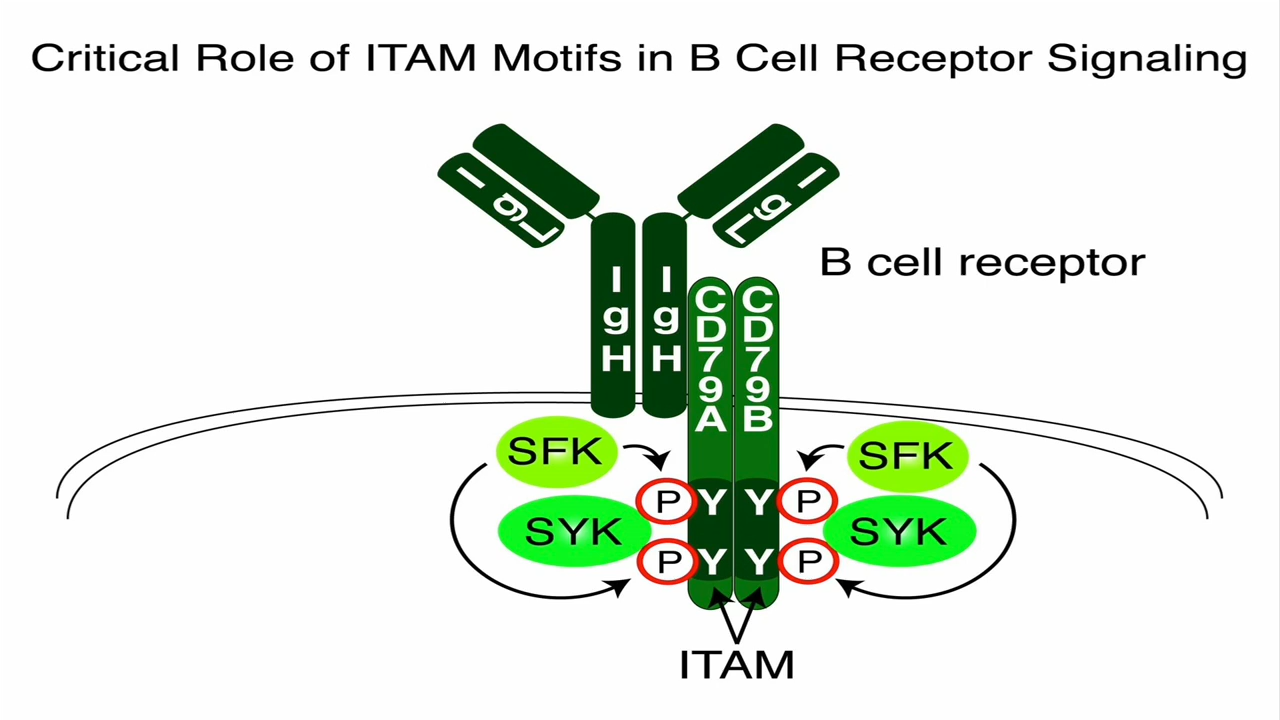 Critical Role of ITAM Motifs in B Cell Receptor Signaling
IgL
IgL
IgH
IgH
B cell receptor
CD79A
CD79B
SFK
SFK
P
Y
Y
P
SYK
SYK
P
Y
Y
P
ITAM